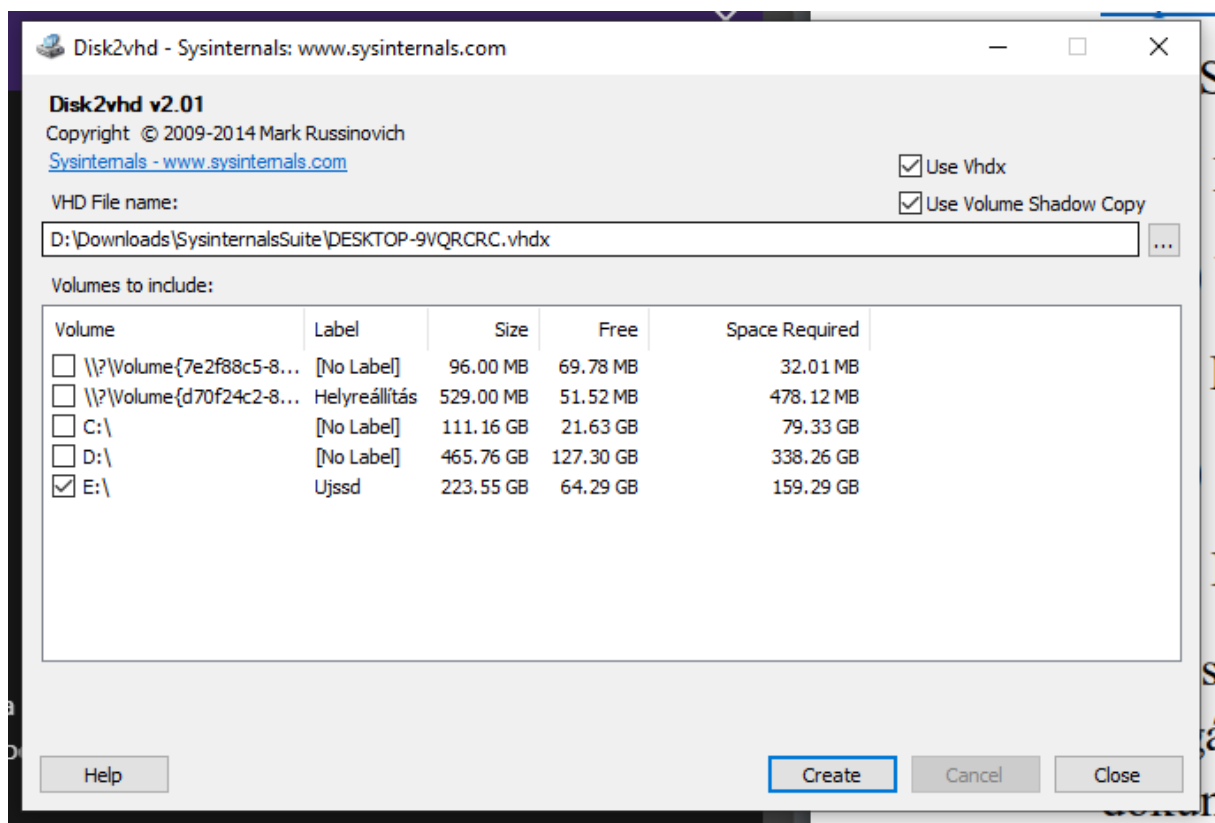 Disk2vhd - Sysinternals: www.sysinternals.com
Disk2vhd v2.01
Copyright © 2009-2014 Mark Russinovich
Sysinternals - www.sysinternals.com
Use Vhdx
VHD File name:
Use Volume Shadow Copy
D:\Downloads\SysinternalsSuite\DESKTOP-9VQRCRC.vhdx
...
Volumes to include:
Volume Label Size Free Space Required
\\?\Volume{7e2f88c5-8... [No Label] 96.00 MB 69.78 MB 32.01 MB
\\?\Volume{d70f24c2-8... Helyreállítás 529.00 MB 51.52 MB 478.12 MB
C:\ [No Label] 111.16 GB 21.63 GB 79.33 GB
D:\ [No Label] 465.76 GB 127.30 GB 338.26 GB
E:\ Ujssd 223.55 GB 64.29 GB 159.29 GB
Help Create Cancel Close